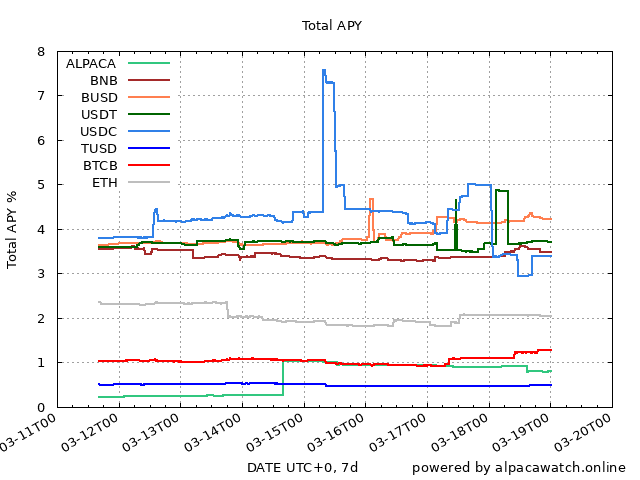 Total APY
Total APY %
8
7
6
5
4
3
2
1
0
ALPACA
BNB
BUSD
USDT
USDC
TUSD
BTCB
ETH
03-11T00
03-12T00
03-13T00
03-14T00
03-15T00
03-16T00
03-17T00
03-18T00
03-19T00
03-20T00
DATE UTC+0, 7d
powered by alpacawatch.online